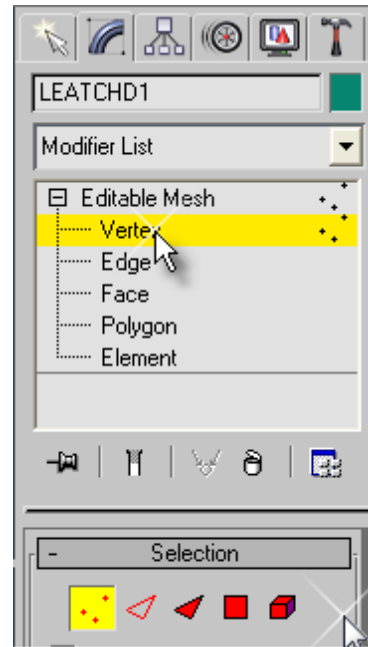 LEATCHD1
Modifier List
Editable Mesh
Vertex
Edge
Face
Polygon
Element
- Selection